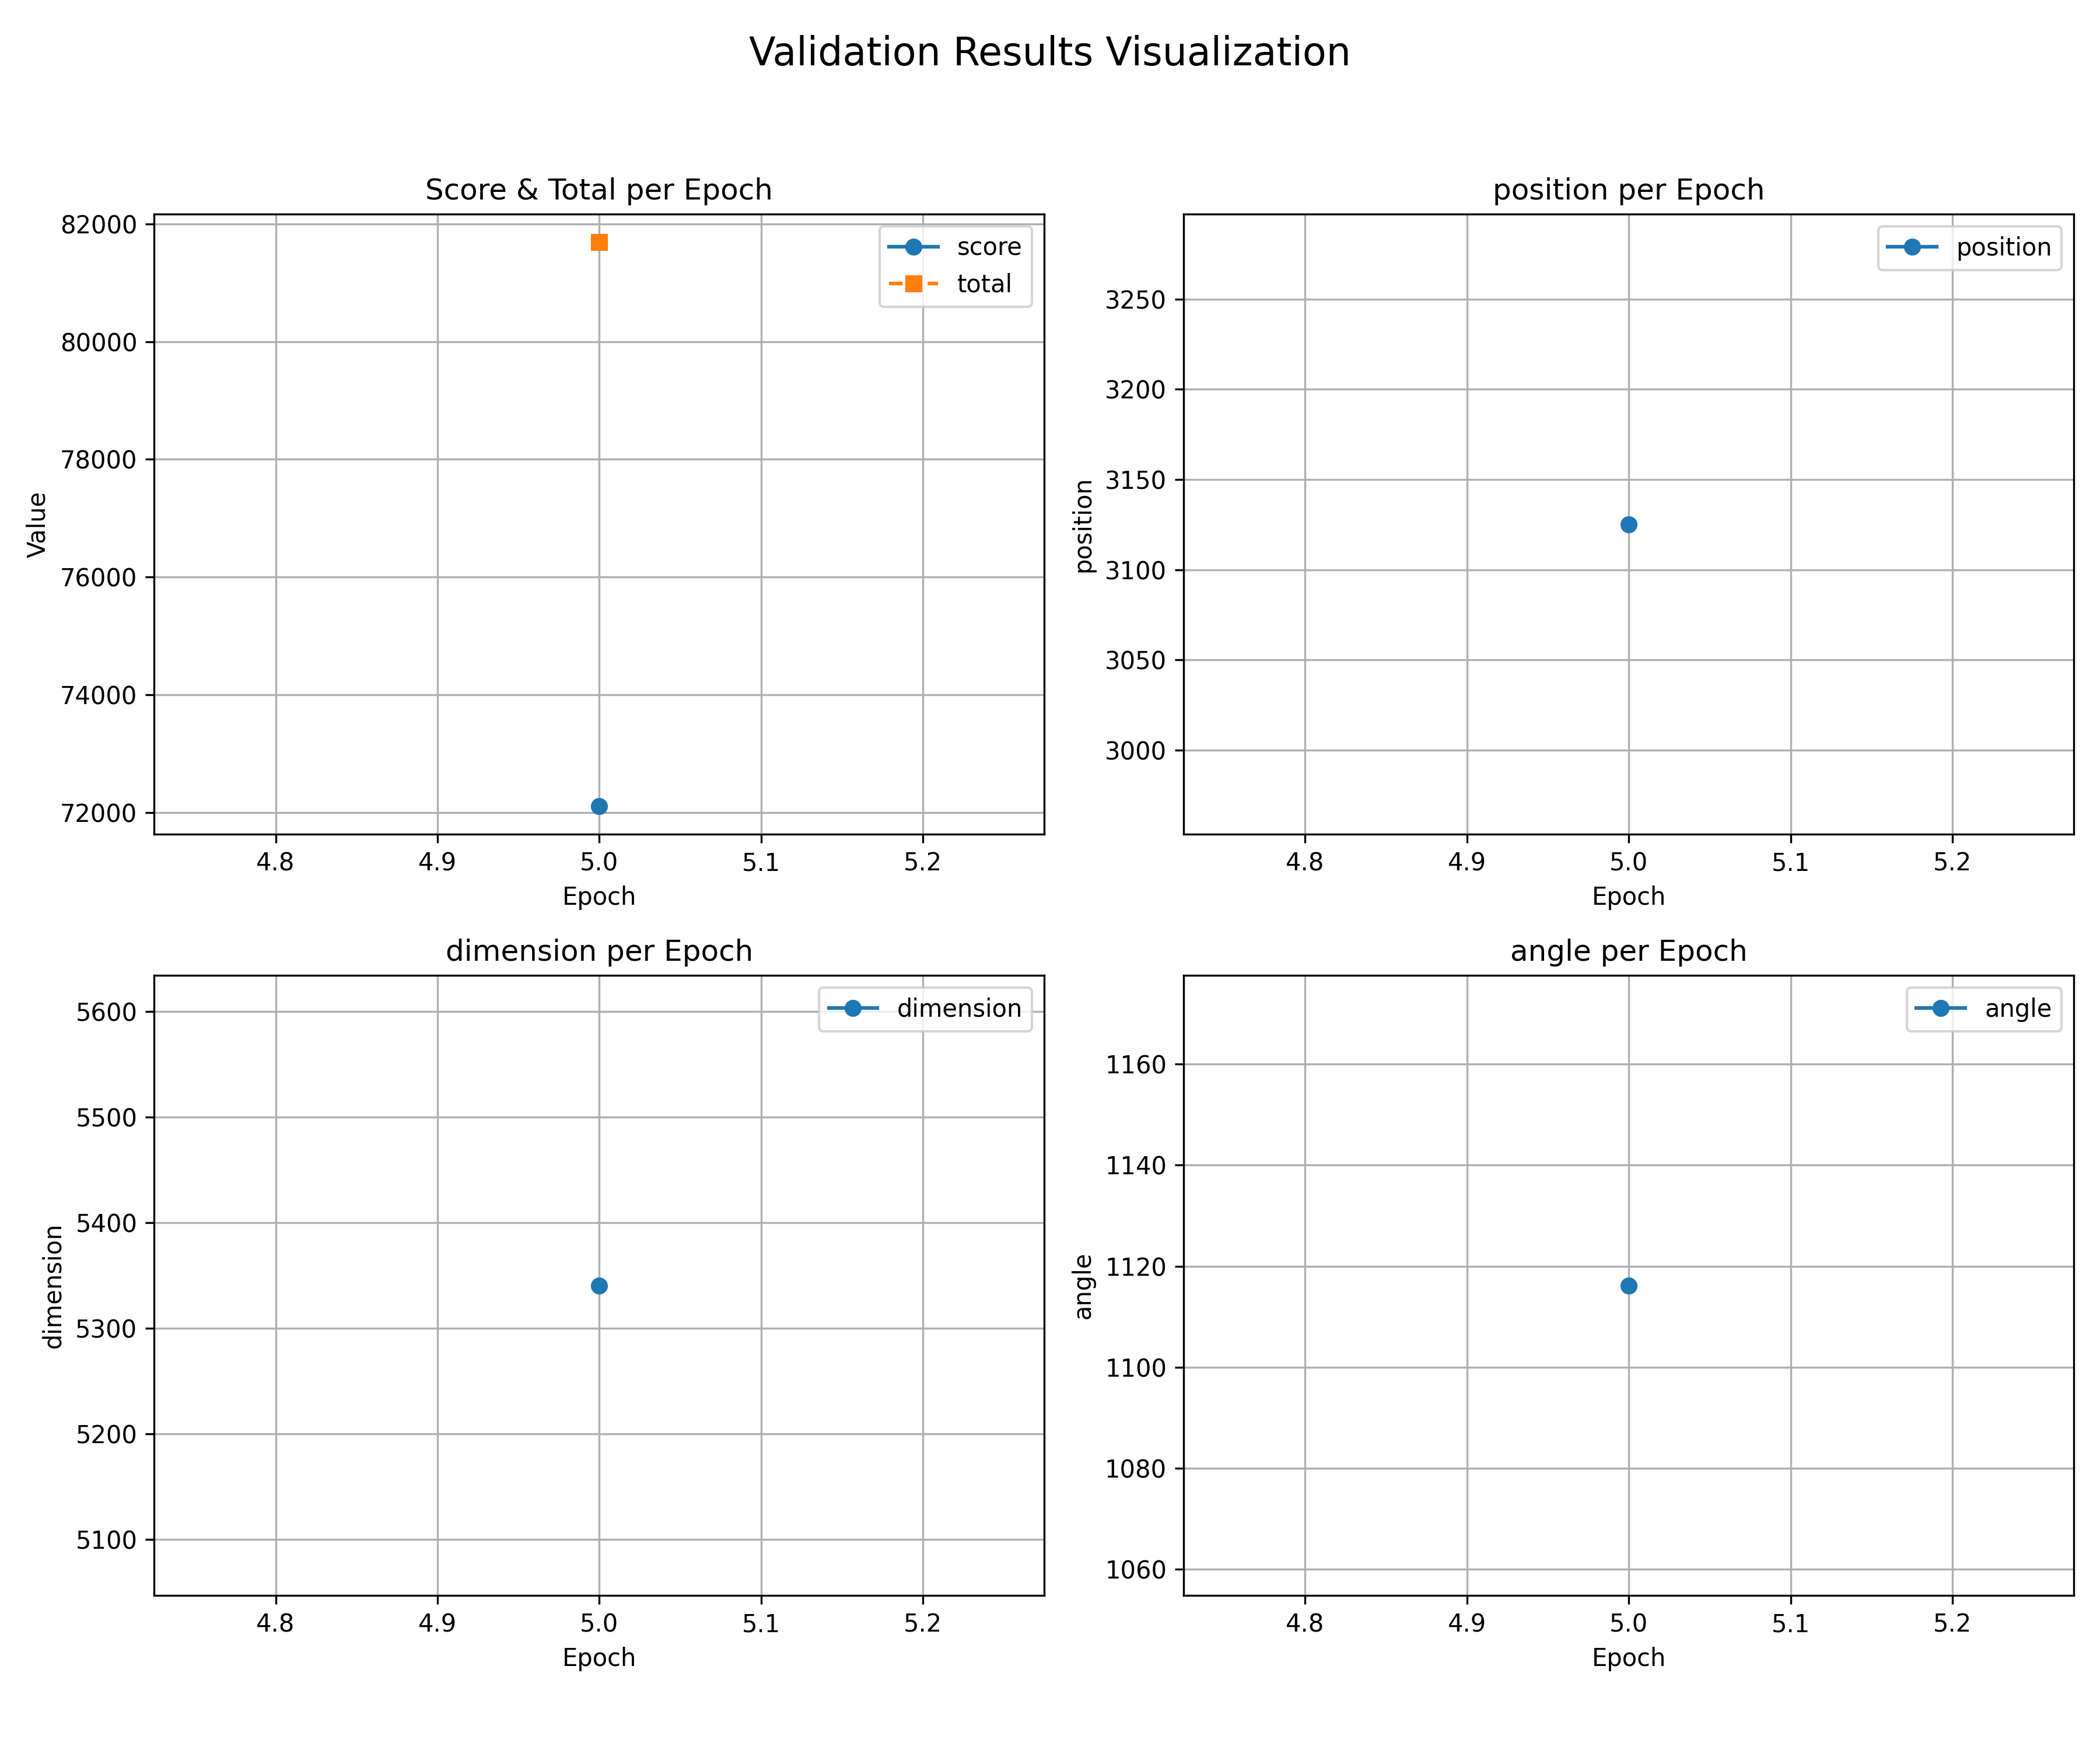 Validation Results Visualization
Score & Total per Epoch
82000
80000
78000
76000
74000
72000
Value
4.8 4.9 5.0 5.1 5.2
Epoch
score
total
position per Epoch
3250
3200
3150
3100
3050
3000
position
4.8 4.9 5.0 5.1 5.2
Epoch
position
dimension per Epoch
5600
5500
5400
5300
5200
5100
dimension
4.8 4.9 5.0 5.1 5.2
Epoch
dimension
angle per Epoch
1160
1140
1120
1100
1080
1060
angle
4.8 4.9 5.0 5.1 5.2
Epoch
angle